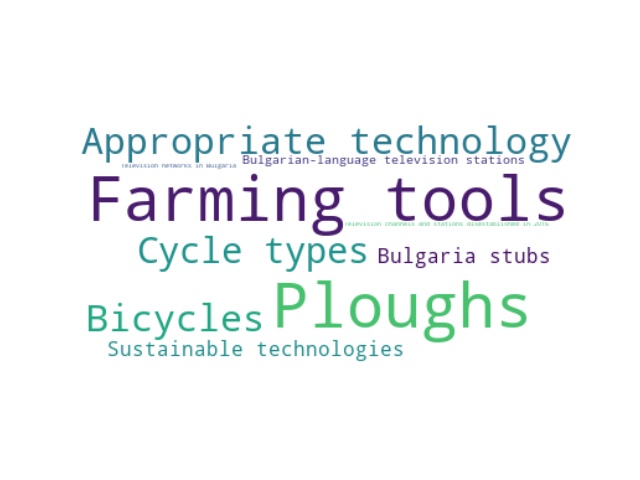 Appropriate technology
Television networks in Bulgaria
Bulgarian-language television stations
Farming tools
Television channels and stations disestablished in 2016
Cycle types
Bulgaria stubs
Bicycles
Ploughs
Sustainable technologies